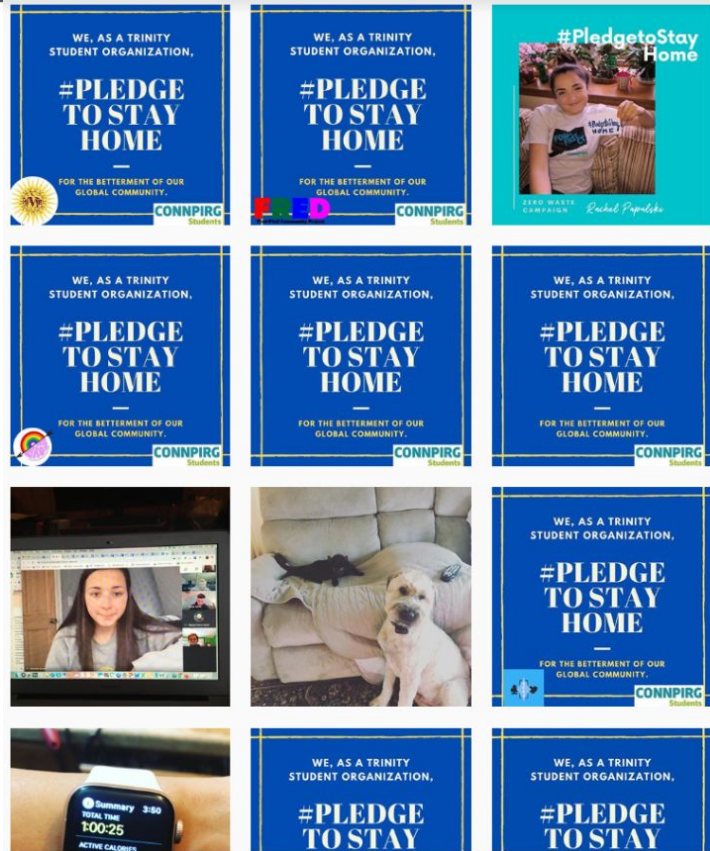 WE, AS A TRINITY
STUDENT ORGANIZATION,
#PLEDGE
TO STAY
HOME
FOR THE BETTERMENT OF OUR
GLOBAL COMMUNITY.
CONNPIRG
Students
WE, AS A TRINITY
STUDENT ORGANIZATION,
#PLEDGE
TO STAY
HOME
FOR THE BETTERMENT OF OUR
GLOBAL COMMUNITY.
FRED
CONNPIRG
Students
#PledgetoStay
Home
#PledgetoStay
HOME
ZERO WASTE
CAMPAIGN
Rachel Papalski
WE, AS A TRINITY
STUDENT ORGANIZATION,
#PLEDGE
TO STAY
HOME
FOR THE BETTERMENT OF OUR
GLOBAL COMMUNITY.
CONNPIRG
Students
WE, AS A TRINITY
STUDENT ORGANIZATION,
#PLEDGE
TO STAY
HOME
FOR THE BETTERMENT OF OUR
GLOBAL COMMUNITY.
CONNPIRG
Students
WE, AS A TRINITY
STUDENT ORGANIZATION,
#PLEDGE
TO STAY
HOME
FOR THE BETTERMENT OF OUR
GLOBAL COMMUNITY.
CONNPIRG
Students
WE, AS A TRINITY
STUDENT ORGANIZATION,
#PLEDGE
TO STAY
HOME
FOR THE BETTERMENT OF OUR
GLOBAL COMMUNITY.
CONNPIRG
Students
Summary 3:50
TOTAL TIME
1:00:25
ACTIVE CALORIES
WE, AS A TRINITY
STUDENT ORGANIZATION,
#PLEDGE
TO STAY
WE, AS A TRINITY
STUDENT ORGANIZATION,
#PLEDGE
TO STAY